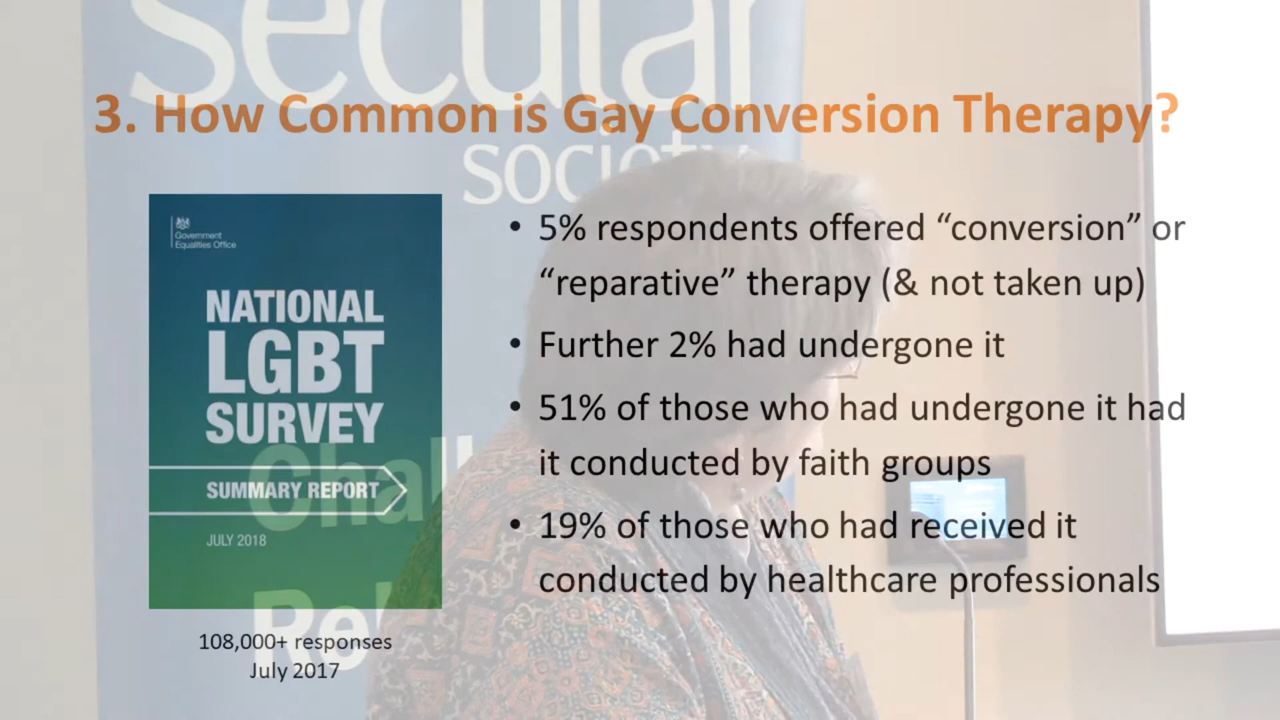 secular
society
3. How Common is Gay Conversion Therapy?
Government
Equalities Office
NATIONAL
LGBT
SURVEY
SUMMARY REPORT
JULY 2018
108,000+ responses
July 2017
• 5% respondents offered “conversion” or
“reparative” therapy (& not taken up)
• Further 2% had undergone it
• 51% of those who had undergone it had
it conducted by faith groups
• 19% of those who had received it
conducted by healthcare professionals